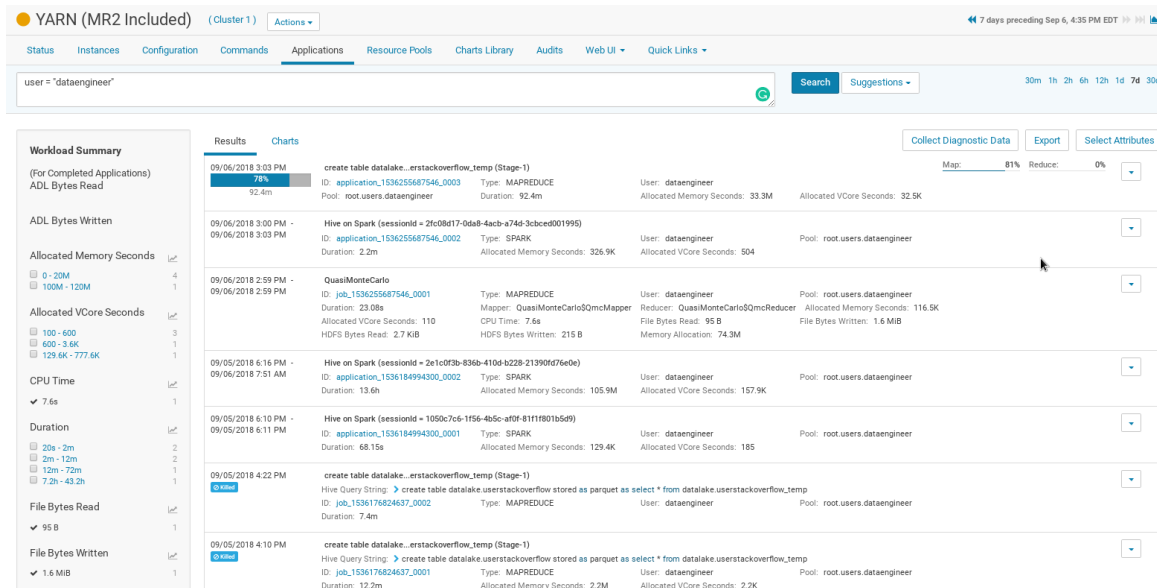 YARN (MR2 Included) ( Cluster 1 ) Actions
7 days preceding Sep 6, 4:35 PM EDT
Status Instances Configuration Commands Applications Resource Pools Charts Library Audits Web UI Quick Links
user = "dataengineer"
Search Suggestions
30m 1h 2h 6h 12h 1d 7d
Workload Summary
(For Completed Applications)
ADL Bytes Read
ADL Bytes Written
Allocated Memory Seconds
0 - 20M 4
100M - 120M 1
Allocated VCore Seconds
100 - 600 3
600 - 3.6K 1
129.6K - 777.6K 1
CPU Time
7.6s 1
Duration
20s - 2m 2
2m - 12m 2
12m - 72m 1
7.2h - 43.2h 1
File Bytes Read
95 B 1
File Bytes Written
1.6 MiB 1
Results Charts
Collect Diagnostic Data Export Select Attributes
09/06/2018 3:03 PM
78%
92.4m
create table datalake...erstackoverflow_temp (Stage-1)
Map: 81% Reduce: 0%
ID: application_1536255687546_0003 Type: MAPREDUCE User: dataengineer
Pool: root.users.dataengineer Duration: 92.4m Allocated Memory Seconds: 33.3M Allocated VCore Seconds: 32.5K
09/06/2018 3:00 PM -
09/06/2018 3:03 PM
Hive on Spark (sessionId = 2fc08d17-0da8-4acb-a74d-3cbced001995)
ID: application_1536255687546_0002 Type: SPARK User: dataengineer Pool: root.users.dataengineer
Duration: 2.2m Allocated Memory Seconds: 326.9K Allocated VCore Seconds: 504
09/06/2018 2:59 PM -
09/06/2018 2:59 PM
QuasiMonteCarlo
ID: job_1536255687546_0001 Type: MAPREDUCE User: dataengineer Pool: root.users.dataengineer
Duration: 23.08s Mapper: QuasiMonteCarlo$QmcMapper Reducer: QuasiMonteCarlo$QmcReducer Allocated Memory Seconds: 116.5K
Allocated VCore Seconds: 110 CPU Time: 7.6s File Bytes Read: 95 B File Bytes Written: 1.6 MiB
HDFS Bytes Read: 2.7 KiB HDFS Bytes Written: 215 B Memory Allocation: 74.3M
09/05/2018 6:16 PM -
09/06/2018 7:51 AM
Hive on Spark (sessionId = 2e1c0f3b-836b-410d-b228-21390fd76e0e)
ID: application_1536184994300_0002 Type: SPARK User: dataengineer Pool: root.users.dataengineer
Duration: 13.6h Allocated Memory Seconds: 105.9M Allocated VCore Seconds: 157.9K
09/05/2018 6:10 PM -
09/05/2018 6:11 PM
Hive on Spark (sessionId = 1050c7c6-1f56-4b5c-af0f-81f1f801b5d9)
ID: application_1536184994300_0001 Type: SPARK User: dataengineer Pool: root.users.dataengineer
Duration: 68.15s Allocated Memory Seconds: 129.4K Allocated VCore Seconds: 185
09/05/2018 4:22 PM
Killed
create table datalake...erstackoverflow_temp (Stage-1)
Hive Query String: create table datalake.userstackoverflow stored as parquet as select * from datalake.userstackoverflow_temp
ID: job_1536176824637_0002 Type: MAPREDUCE User: dataengineer Pool: root.users.dataengineer
Duration: 7.4m
09/05/2018 4:10 PM
Killed
create table datalake...erstackoverflow_temp (Stage-1)
Hive Query String: create table datalake.userstackoverflow stored as parquet as select * from datalake.userstackoverflow_temp
ID: job_1536176824637_0001 Type: MAPREDUCE User: dataengineer Pool: root.users.dataengineer
Duration: 12.2m Allocated Memory Seconds: 2.2M Allocated VCore Seconds: 2.2K